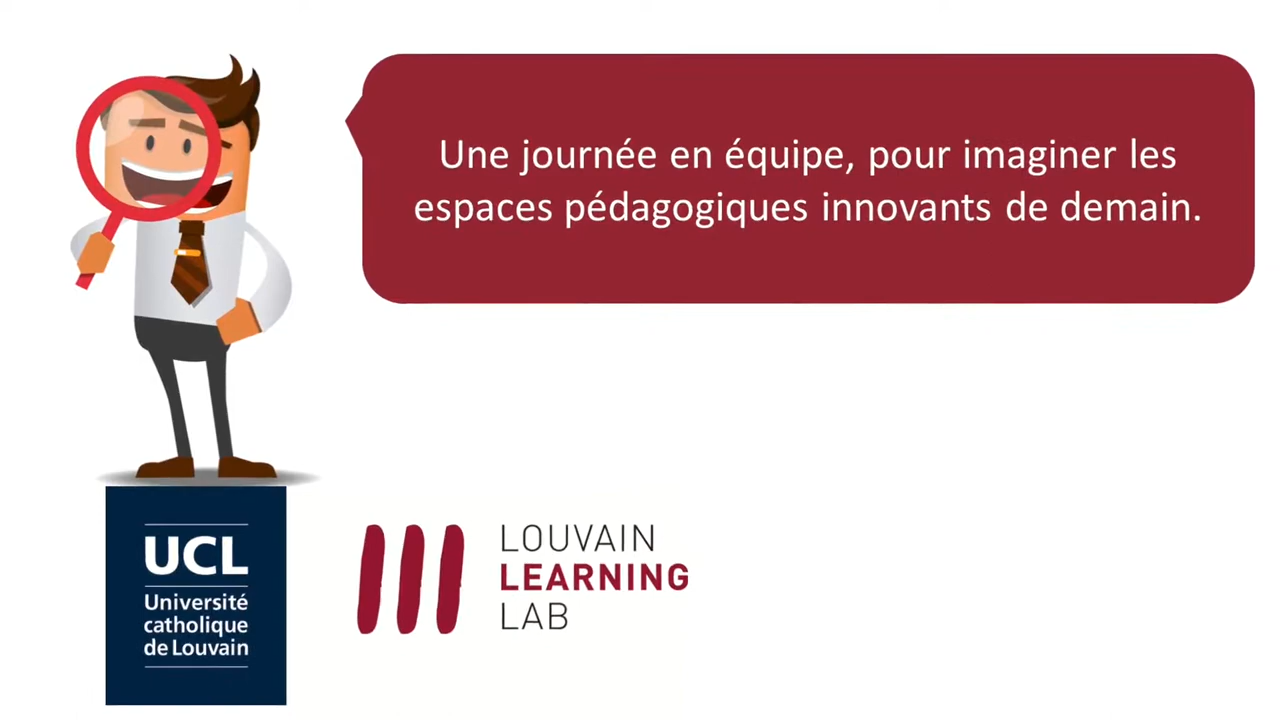 Une journée en équipe, pour imaginer les
espaces pédagogiques innovants de demain.
UCL
Université
catholique
de Louvain
LOUVAIN
LEARNING
LAB